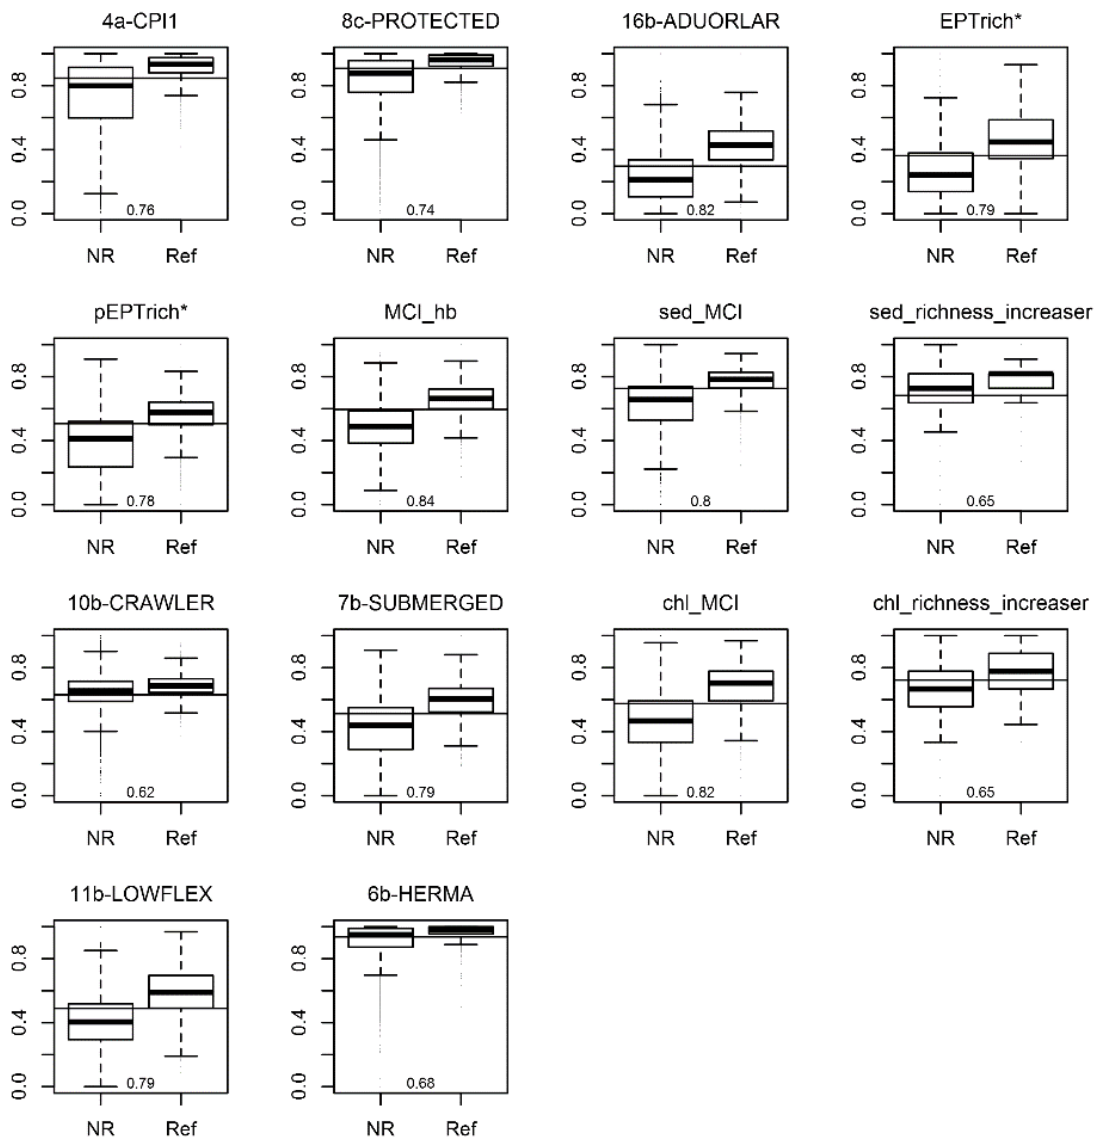 4a-CPI1 8c-PROTECTED 16b-ADUORLAR EPTrich*
0.8 0.8 0.8 0.8
0.4 0.4 0.4 0.4
0.0 0.0 0.0 0.0
0.76 0.74 0.82 0.79
NR Ref NR Ref NR Ref NR Ref
pEPTrich* MCI_hb sed_MCI sed_richness_increaser
0.8 0.8 0.8 0.8
0.4 0.4 0.4 0.4
0.0 0.0 0.0 0.0
0.78 0.84 0.8 0.65
NR Ref NR Ref NR Ref NR Ref
10b-CRAWLER 7b-SUBMERGED chl_MCI chl_richness_increaser
0.8 0.8 0.8 0.8
0.4 0.4 0.4 0.4
0.0 0.0 0.0 0.0
0.62 0.79 0.82 0.65
NR Ref NR Ref NR Ref NR Ref
11b-LOWFLEX 6b-HERMA
0.8 0.8
0.4 0.4
0.0 0.0
0.79 0.68
NR Ref NR Ref